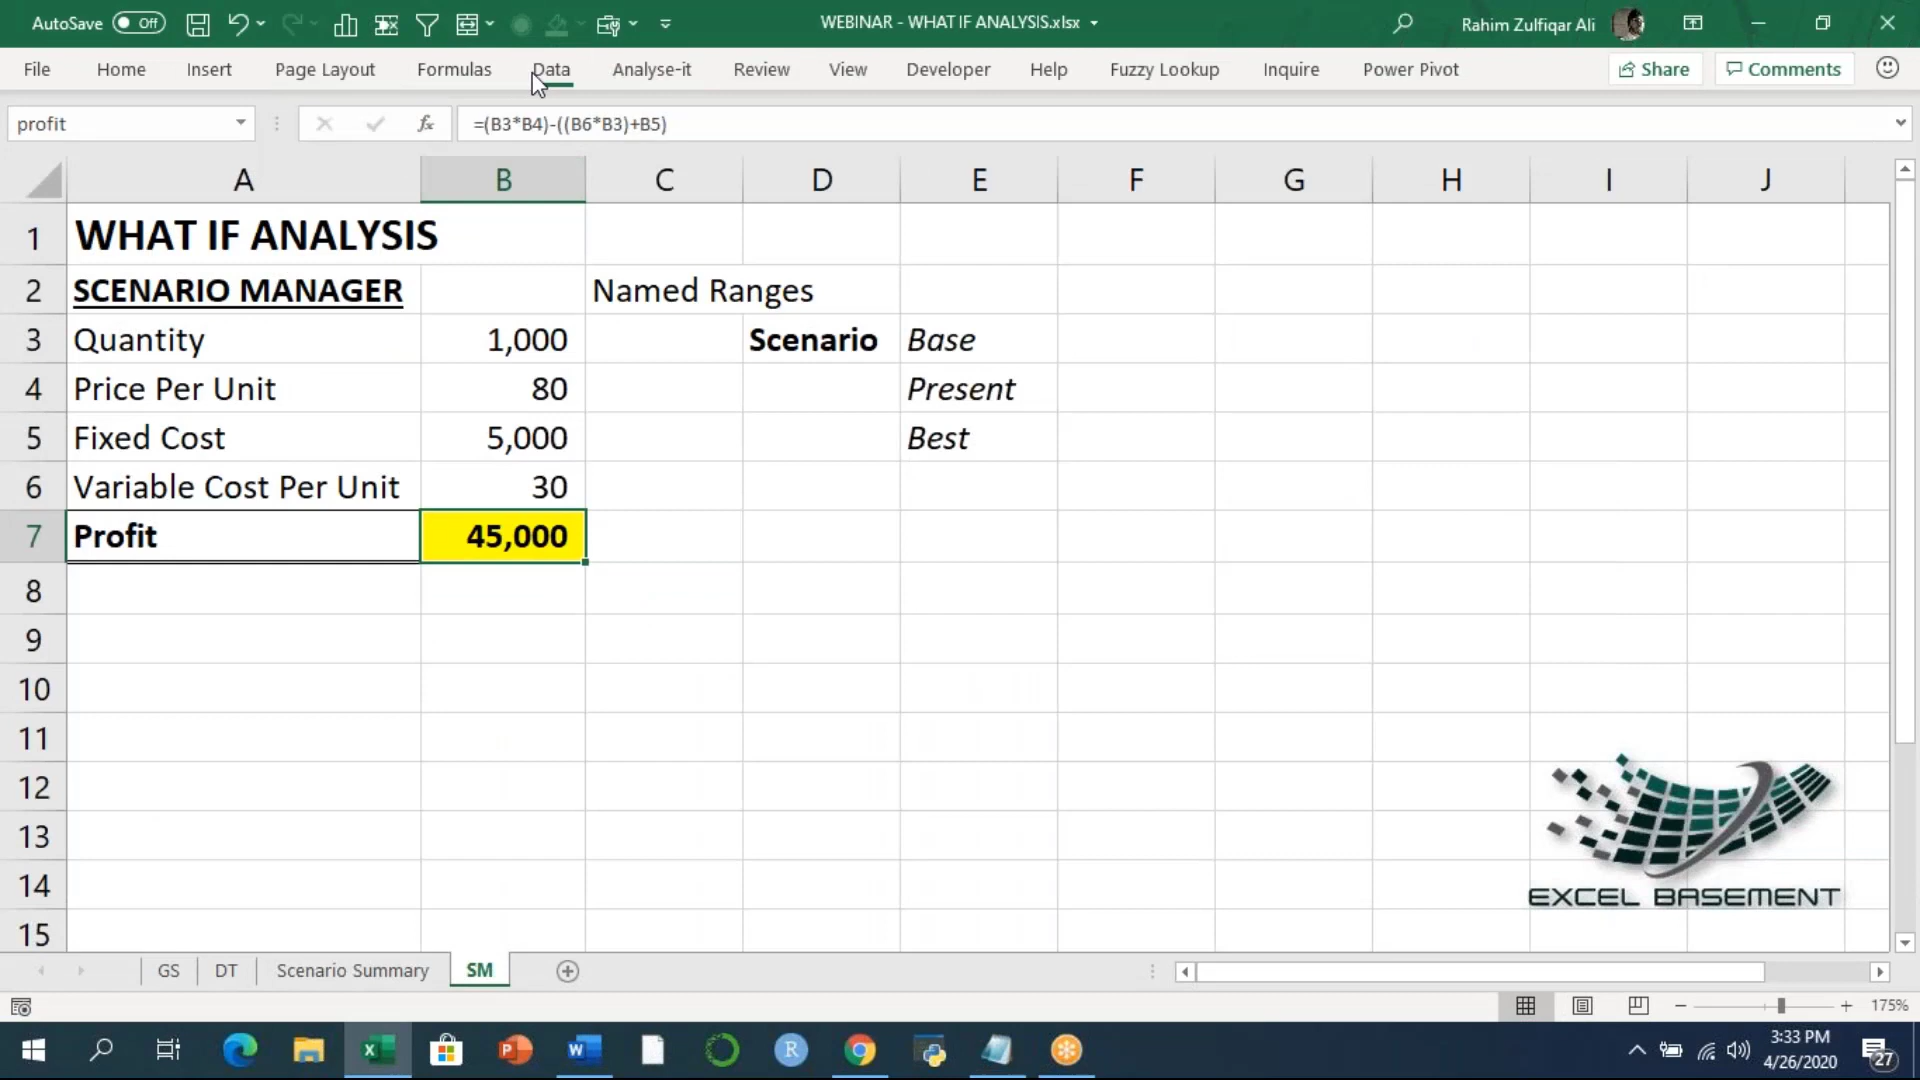 AutoSave Off WEBINAR - WHAT IF ANALYSIS.xlsx Rahim Zulfiqar Ali
File Home Insert Page Layout Formulas Data Analyse-it Review View Developer Help Fuzzy Lookup Inquire Power Pivot Share Comments
profit fx =(B3*B4)-((B6*B3)+B5)
A B C D E F G H I J
1 WHAT IF ANALYSIS
2 SCENARIO MANAGER Named Ranges
3 Quantity 1,000 Scenario Base
4 Price Per Unit 80 Present
5 Fixed Cost 5,000 Best
6 Variable Cost Per Unit 30
7 Profit 45,000
8
9
10
11
12
13
14
15
EXCEL BASEMENT
GS DT Scenario Summary SM
175%
3:33 PM
4/26/2020
27